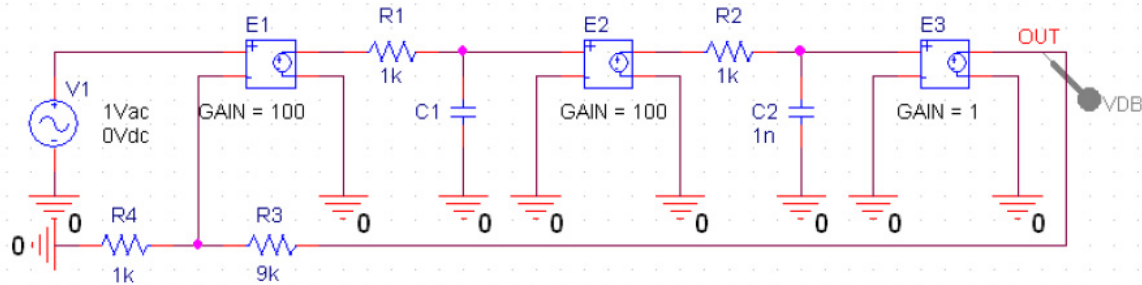 E1
R1
E2
R2
E3
OUT
V1
1Vac
0Vdc
1k
1k
VDB
GAIN = 100
C1
GAIN = 100
C2
1n
GAIN = 1
0
0
0
0
0
0
0
0
R4
R3
0
1k
9k